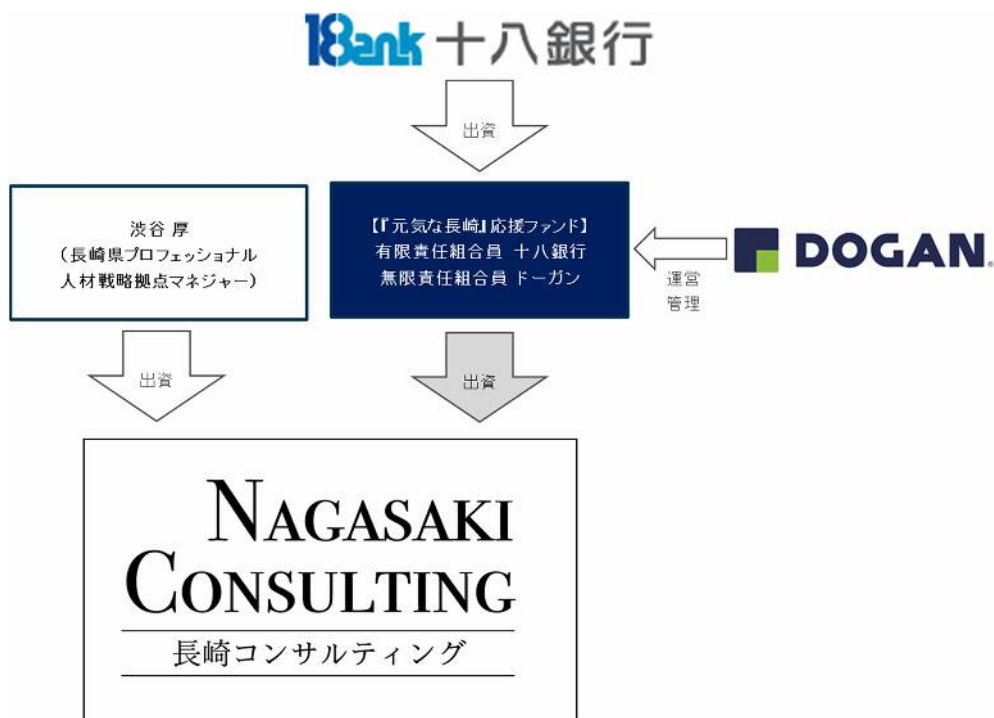 18ank 十八銀行
出資
渋谷 厚
（長崎県プロフェッショナル
人材戦略拠点マネジャー）
【『元気な長崎』応援ファンド】
有限責任組合員 十八銀行
無限責任組合員 ドーガン
DOGAN®
運営
管理
出資
出資
NAGASAKI
CONSULTING
長崎コンサルティング